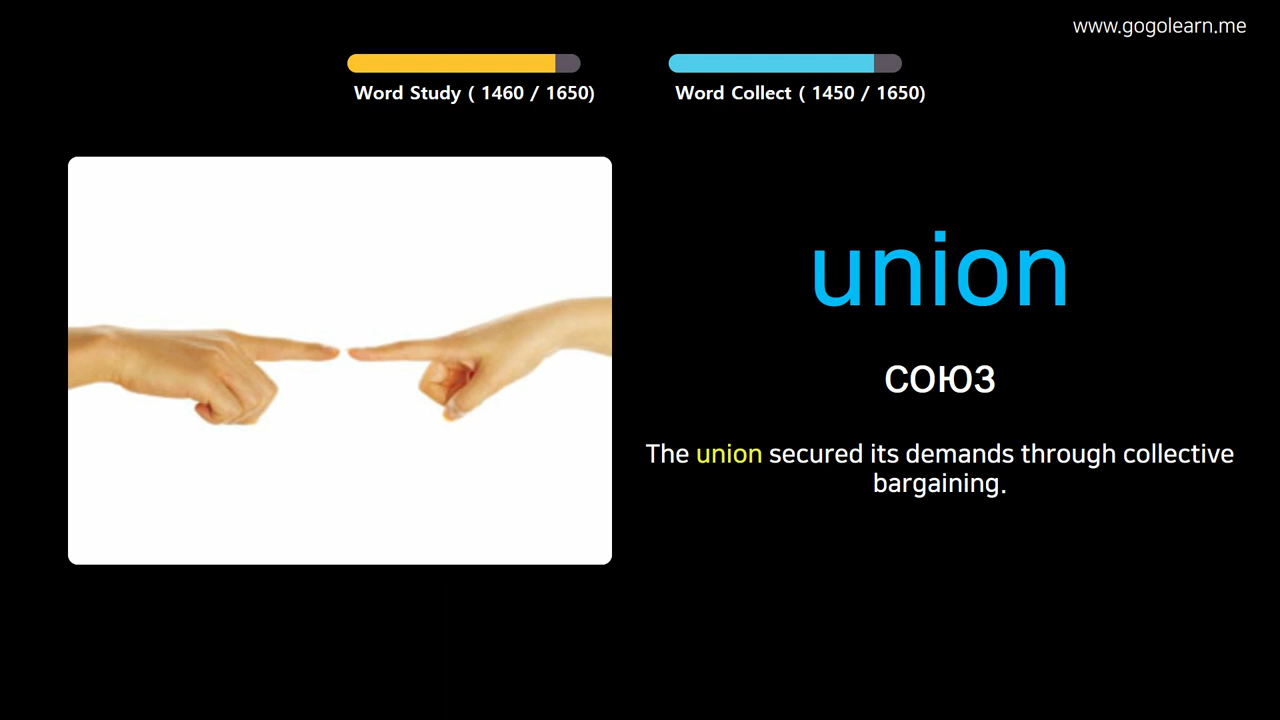 www.gogolearn.me
Word Study ( 1460 / 1650)
Word Collect ( 1450 / 1650)
union
союз
The union secured its demands through collective
bargaining.